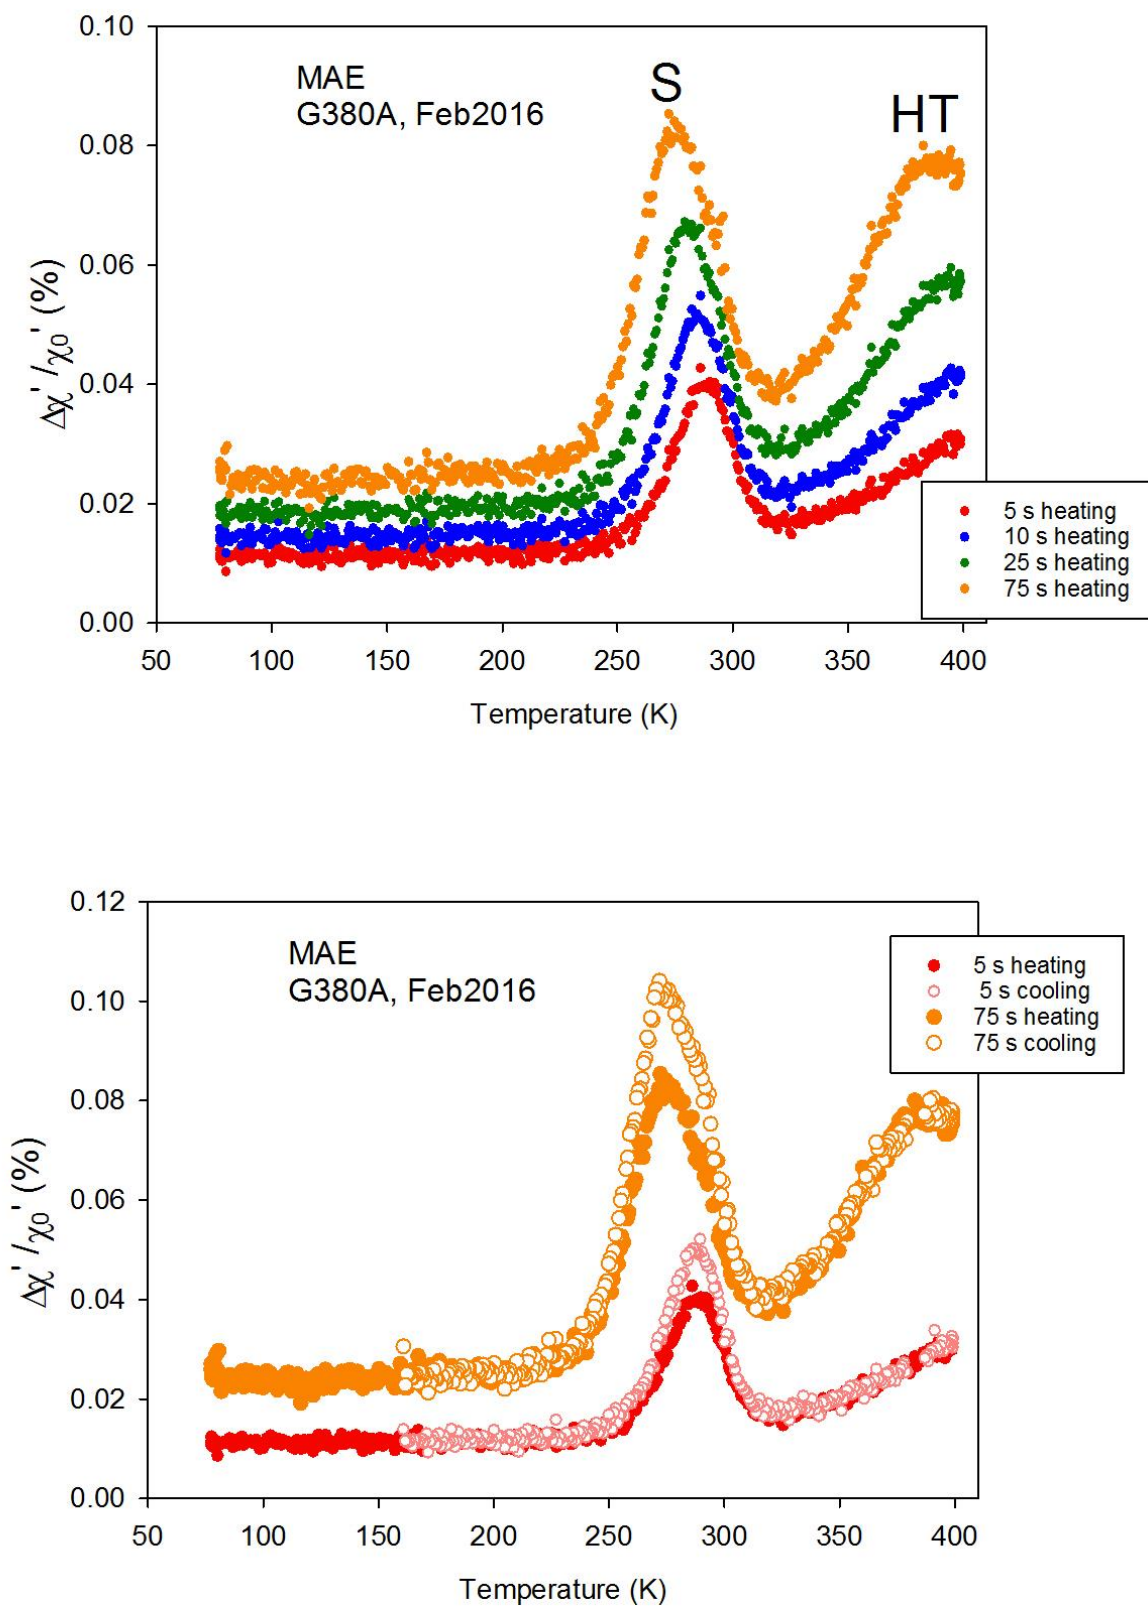 0.10
0.08
0.06
0.04
0.02
0.00
Δχ' /χ0' (%)
MAE
G380A, Feb2016
S
HT
5 s heating
10 s heating
25 s heating
75 s heating
50 100 150 200 250 300 350 400
Temperature (K)
0.12
0.10
0.08
0.06
0.04
0.02
0.00
Δχ' /χ0' (%)
MAE
G380A, Feb2016
5 s heating
5 s cooling
75 s heating
75 s cooling
50 100 150 200 250 300 350 400
Temperature (K)